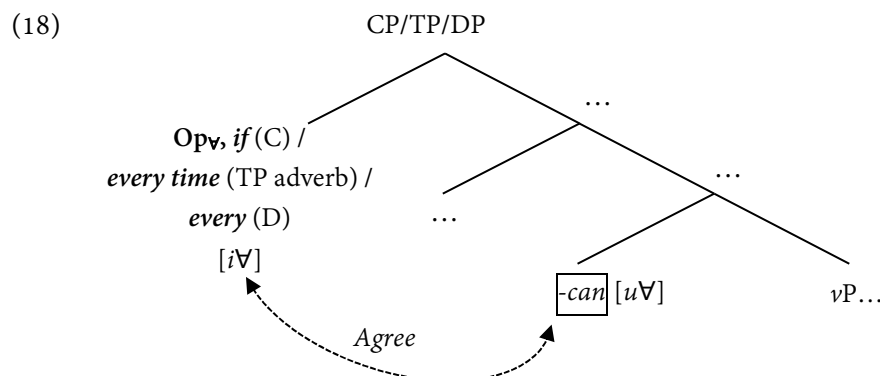 (18)
CP/TP/DP
…
Op∀, if (C) /
every time (TP adverb) /
every (D)
[i∀]
…
…
-can [u∀]
vP…
Agree